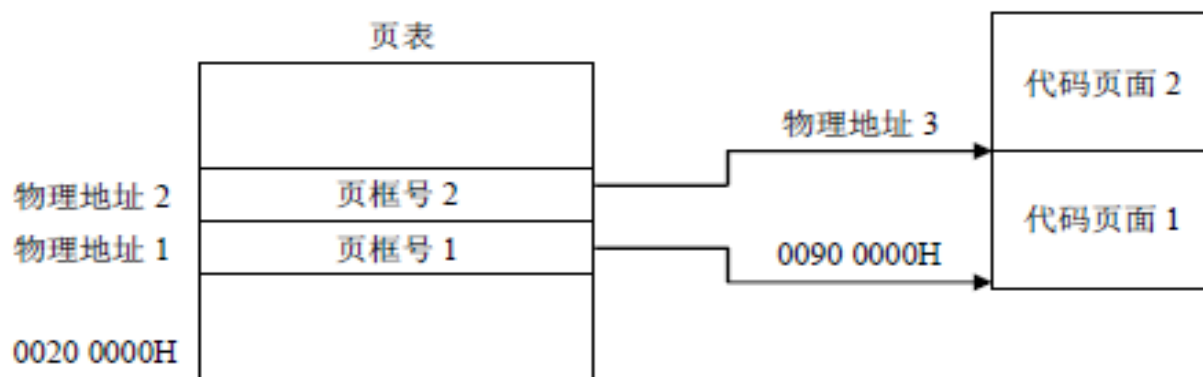 页表
代码页面 2
物理地址 3
物理地址 2
页框号 2
物理地址 1
页框号 1
代码页面 1
0090 0000H
0020 0000H